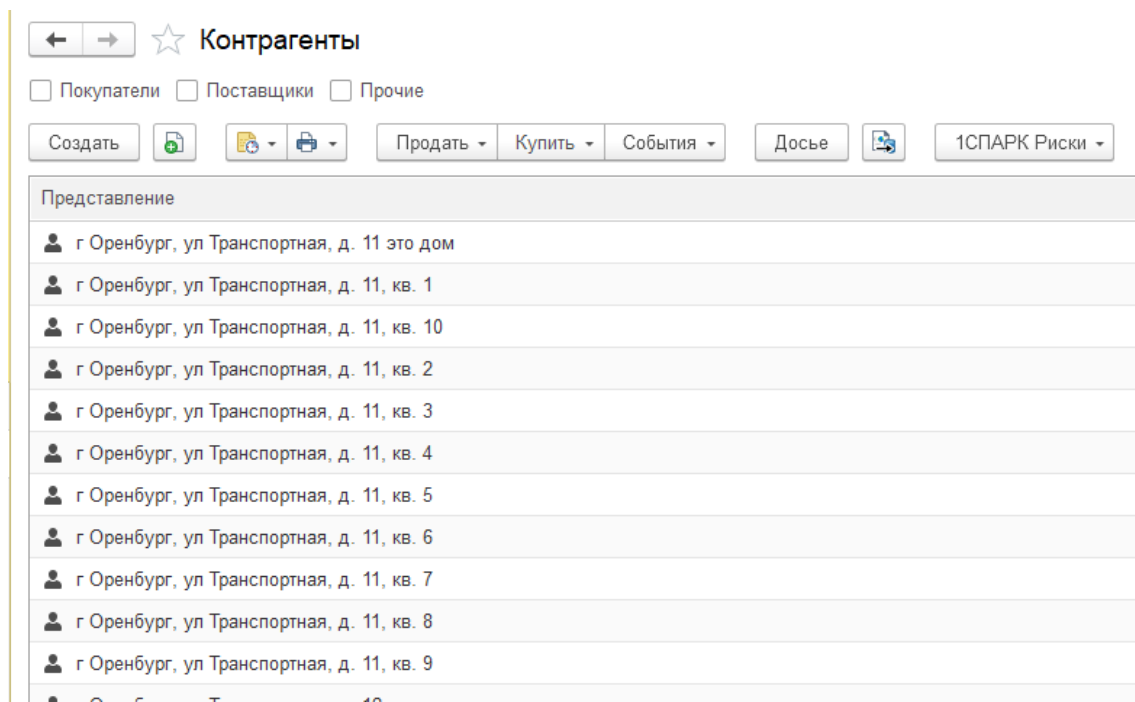 Контрагенты
Покупатели Поставщики Прочие
Создать Продать Купить События Досье 1СПАРК Риски
Представление
г Оренбург, ул Транспортная, д. 11 это дом
г Оренбург, ул Транспортная, д. 11, кв. 1
г Оренбург, ул Транспортная, д. 11, кв. 10
г Оренбург, ул Транспортная, д. 11, кв. 2
г Оренбург, ул Транспортная, д. 11, кв. 3
г Оренбург, ул Транспортная, д. 11, кв. 4
г Оренбург, ул Транспортная, д. 11, кв. 5
г Оренбург, ул Транспортная, д. 11, кв. 6
г Оренбург, ул Транспортная, д. 11, кв. 7
г Оренбург, ул Транспортная, д. 11, кв. 8
г Оренбург, ул Транспортная, д. 11, кв. 9